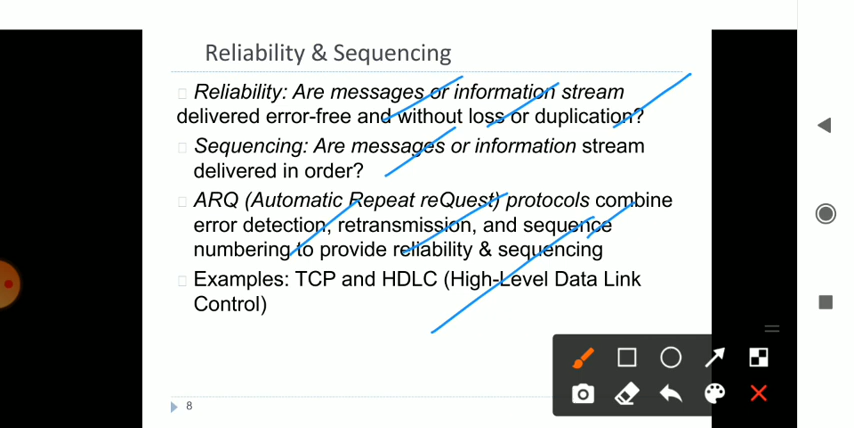 Reliability & Sequencing
Reliability: Are messages or information stream
delivered error-free and without loss or duplication?
Sequencing: Are messages or information stream
delivered in order?
ARQ (Automatic Repeat reQuest) protocols combine
error detection, retransmission, and sequence
numbering to provide reliability & sequencing
Examples: TCP and HDLC (High-Level Data Link
Control)
8